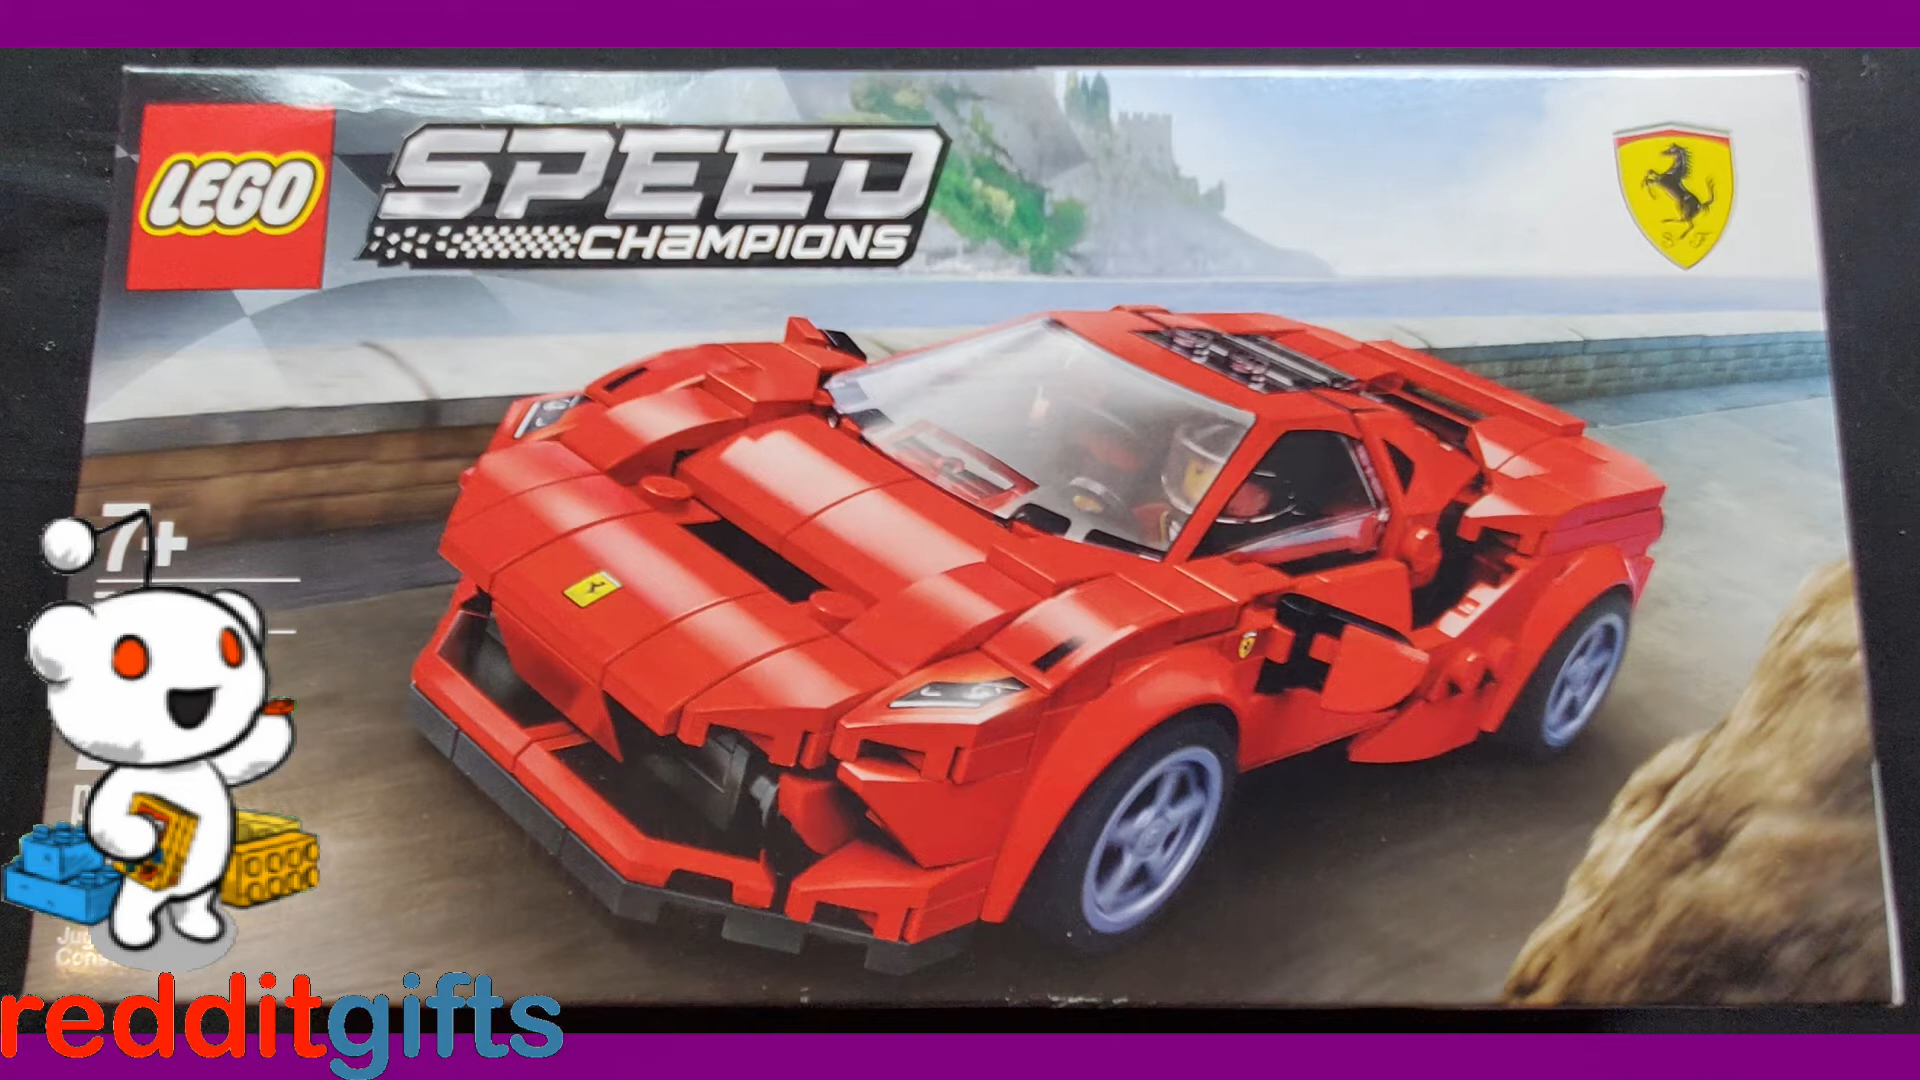 LEGO
SPEED
CHAMPIONS
S F
7+
redditgifts